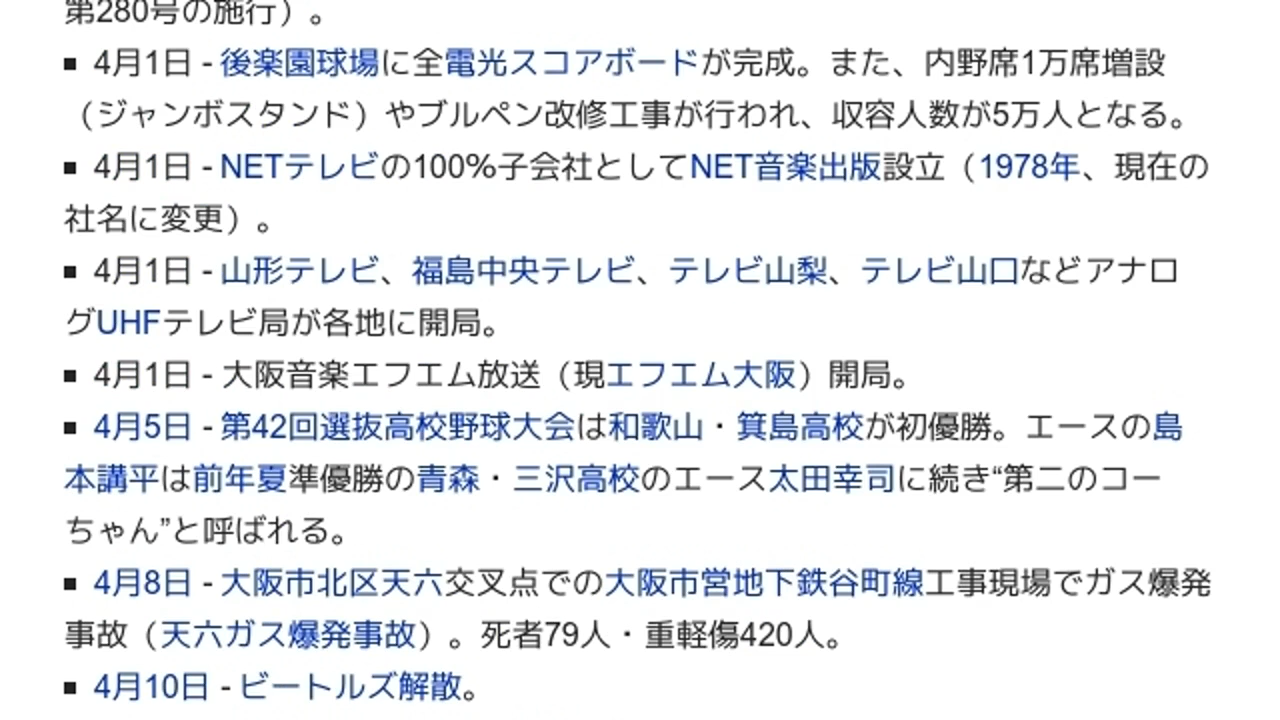 第280号の施行）。
▪ 4月1日 - 後楽園球場に全電光スコアボードが完成。また、内野席1万席増設
（ジャンボスタンド）やブルペン改修工事が行われ、収容人数が5万人となる。
▪ 4月1日 - NETテレビの100%子会社としてNET音楽出版設立（1978年、現在の
社名に変更）。
▪ 4月1日 - 山形テレビ、福島中央テレビ、テレビ山梨、テレビ山口などアナロ
グUHFテレビ局が各地に開局。
▪ 4月1日 - 大阪音楽エフエム放送（現エフエム大阪）開局。
▪ 4月5日 - 第42回選抜高校野球大会は和歌山・箕島高校が初優勝。エースの島
本講平は前年夏準優勝の青森・三沢高校のエース太田幸司に続き“第二のコー
ちゃん”と呼ばれる。
▪ 4月8日 - 大阪市北区天六交叉点での大阪市営地下鉄谷町線工事現場でガス爆発
事故（天六ガス爆発事故）。死者79人・重軽傷420人。
▪ 4月10日 - ビートルズ解散。